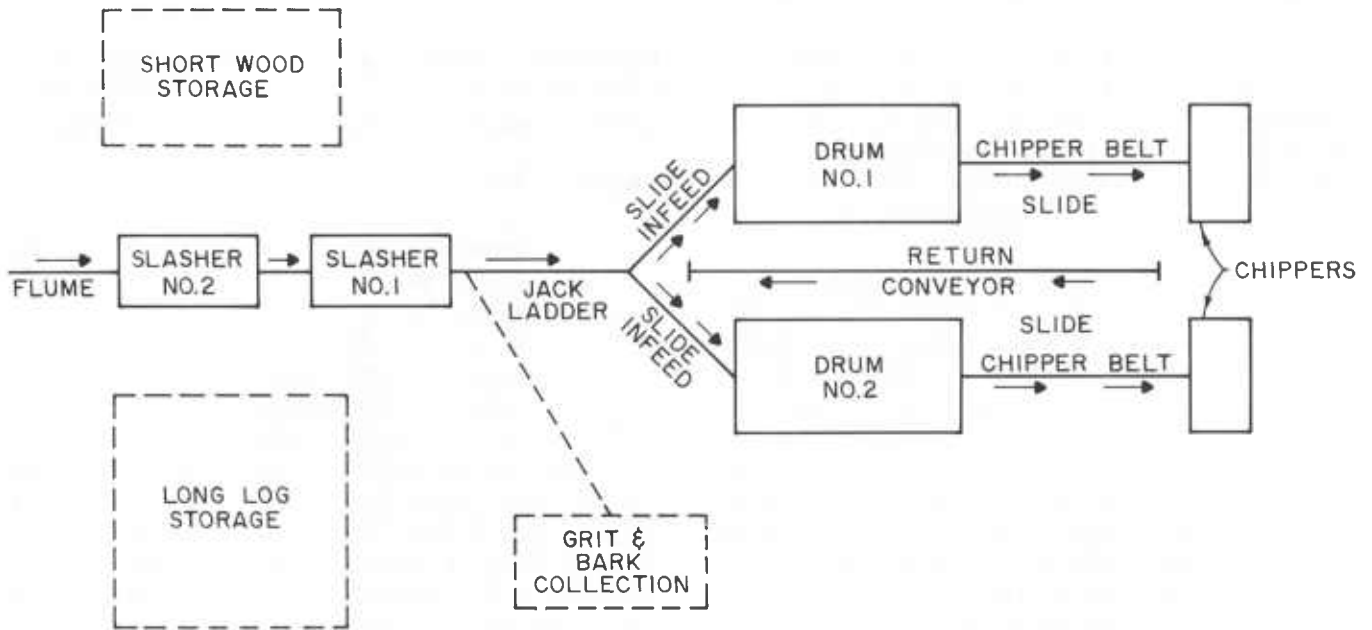 SHORT WOOD
STORAGE
FLUME
SLASHER
NO.2
SLASHER
NO.1
JACK
LADDER
SLIDE
INFEED
SLIDE
INFEED
DRUM
NO.1
CHIPPER BELT
SLIDE
RETURN
CONVEYOR
CHIPPERS
SLIDE
DRUM
NO.2
CHIPPER BELT
LONG LOG
STORAGE
GRIT &
BARK
COLLECTION